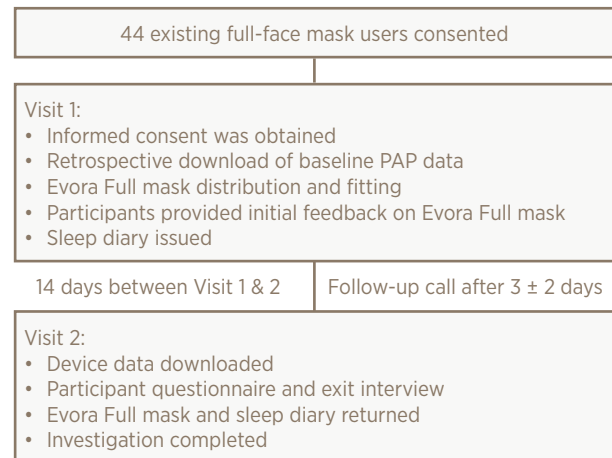 44 existing full-face mask users consented
Visit 1:
• Informed consent was obtained
• Retrospective download of baseline PAP data
• Evora Full mask distribution and fitting
• Participants provided initial feedback on Evora Full mask
• Sleep diary issued
14 days between Visit 1 & 2
Follow-up call after 3 ± 2 days
Visit 2:
• Device data downloaded
• Participant questionnaire and exit interview
• Evora Full mask and sleep diary returned
• Investigation completed